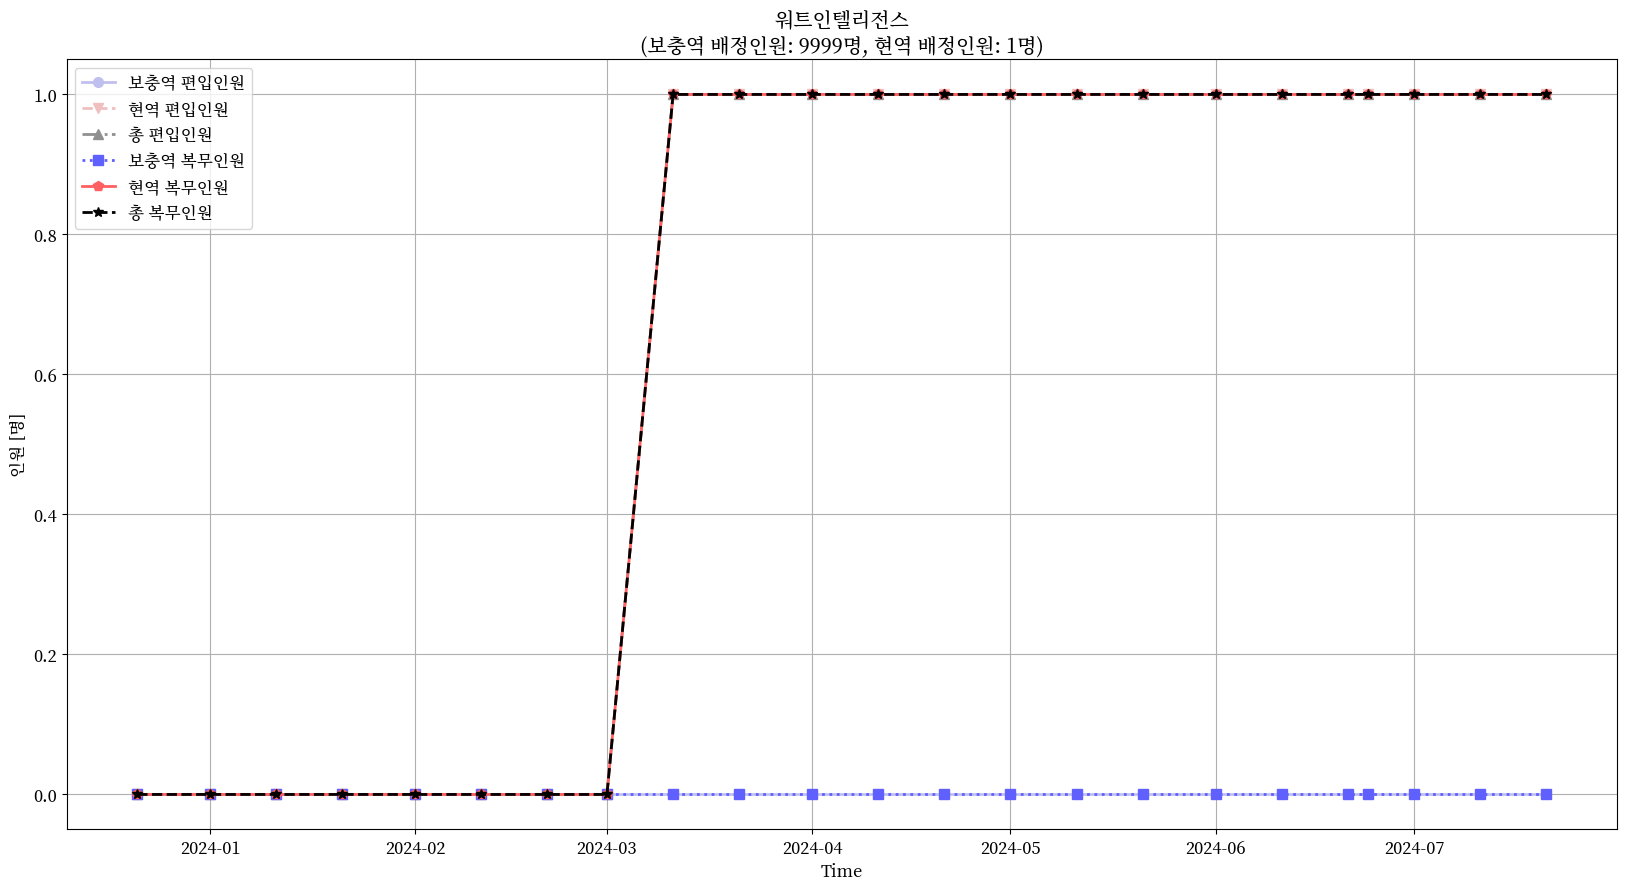 워트인텔리전스
(보충역 배정인원: 9999명, 현역 배정인원: 1명)
보충역 편입인원
현역 편입인원
총 편입인원
보충역 복무인원
현역 복무인원
총 복무인원
1.0
0.8
0.6
0.4
0.2
0.0
인원 [명]
2024-01
2024-02
2024-03
2024-04
2024-05
2024-06
2024-07
Time